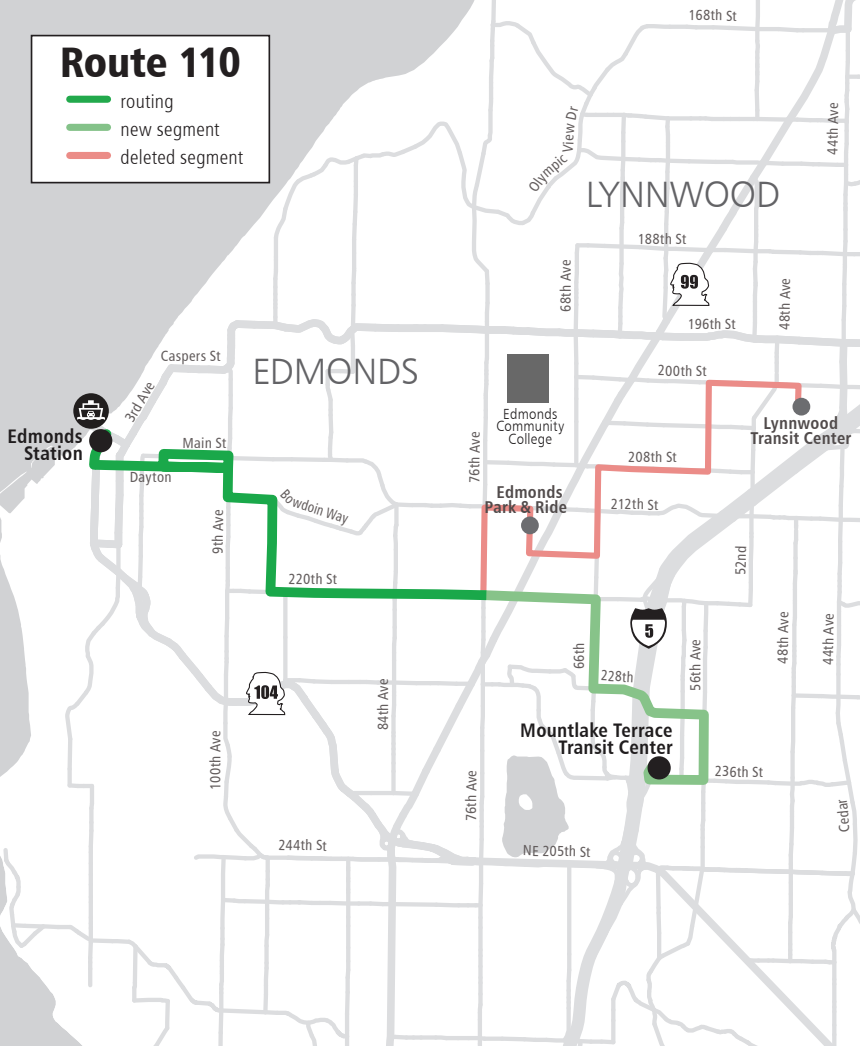 Route 110
routing
new segment
deleted segment
168th St
44th Ave
Olympic View Dr
LYNNWOOD
188th St
68th Ave
99
48th Ave
196th St
Caspers St
EDMONDS
200th St
3rd Ave
Edmonds
Community
College
Lynnwood
Transit Center
Edmonds
Station
Main St
76th Ave
208th St
Dayton
Edmonds
Park & Ride
Bowdoin Way
212th St
9th Ave
52nd
220th St
5
66th
56th Ave
48th Ave
44th Ave
228th
104
84th Ave
Mountlake Terrace
Transit Center
100th Ave
236th St
76th Ave
Cedar
244th St
NE 205th St